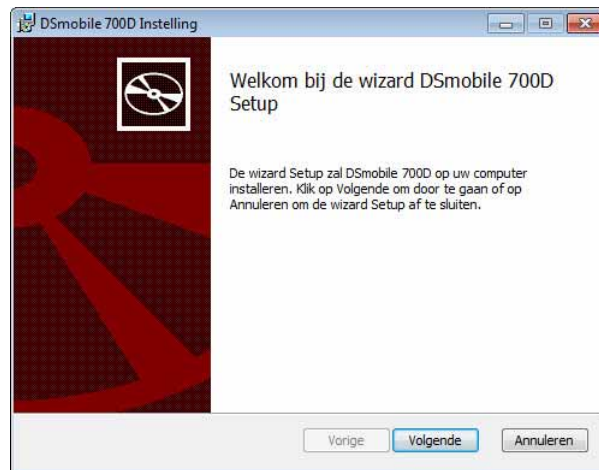 DSmobile 700D Instelling
Welkom bij de wizard DSmobile 700D
Setup
De wizard Setup zal DSmobile 700D op uw computer
installeren. Klik op Volgende om door te gaan of op
Annuleren om de wizard Setup af te sluiten.
Vorige Volgende Annuleren